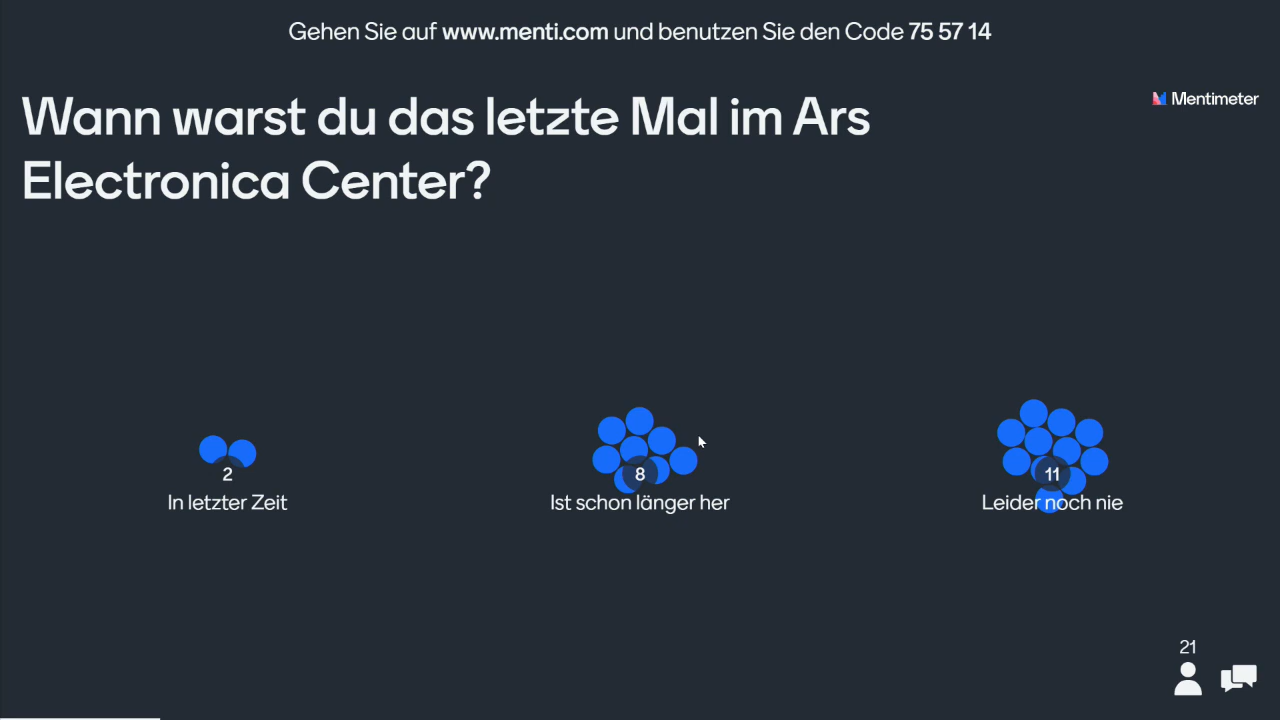 Gehen Sie auf www.menti.com und benutzen Sie den Code 75 57 14
Mentimeter
Wann warst du das letzte Mal im Ars
Electronica Center?
2
In letzter Zeit
8
Ist schon länger her
11
Leider noch nie
21